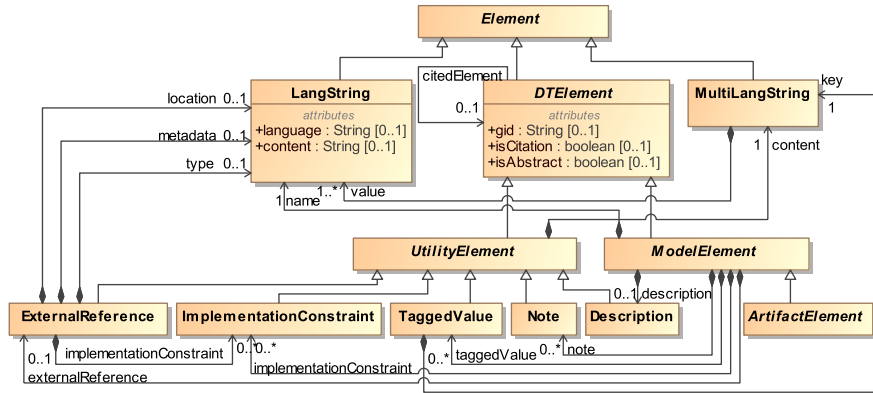 Element
citedElement
0..1
LangString
attributes
+language : String [0..1]
+content : String [0..1]
DTElement
attributes
+gid : String [0..1]
+isCitation : boolean [0..1]
+isAbstract : boolean [0..1]
MultiLangString
key
1
location 0..1
metadata 0..1
type 0..1
1 content
1 name
1..* value
UtilityElement
ModelElement
0..1 description
ExternalReference
ImplementationConstraint
TaggedValue
Note
Description
ArtifactElement
0..1
implementationConstraint
0..*
0..*
implementationConstraint
0..*
taggedValue
0..*
note
externalReference